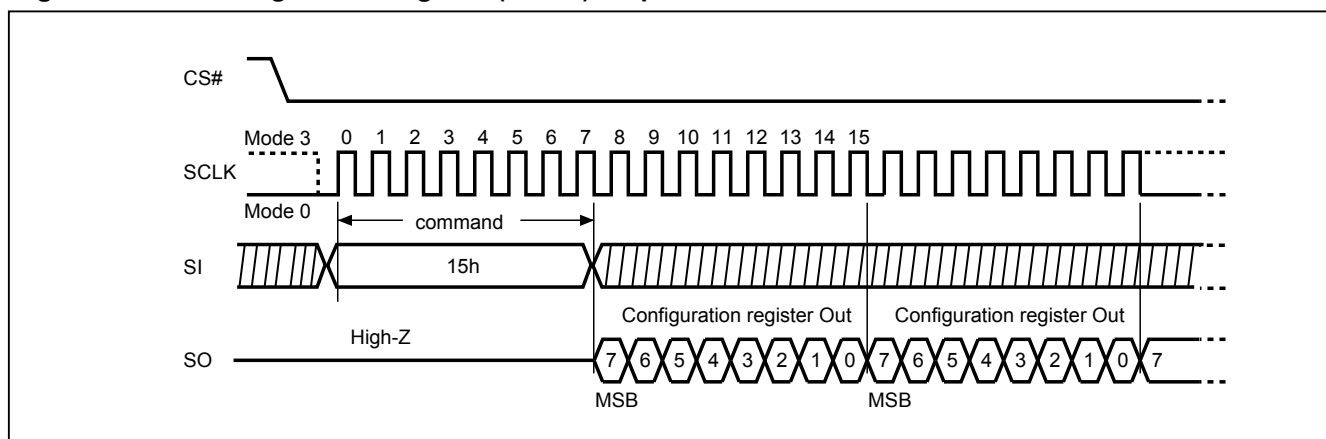 CS#
Mode 3
0 1 2 3 4 5 6 7 8 9 10 11 12 13 14 15
SCLK
Mode 0
command
SI
15h
Configuration register Out Configuration register Out
High-Z
SO
7 6 5 4 3 2 1 0 7 6 5 4 3 2 1 0 7
MSB MSB